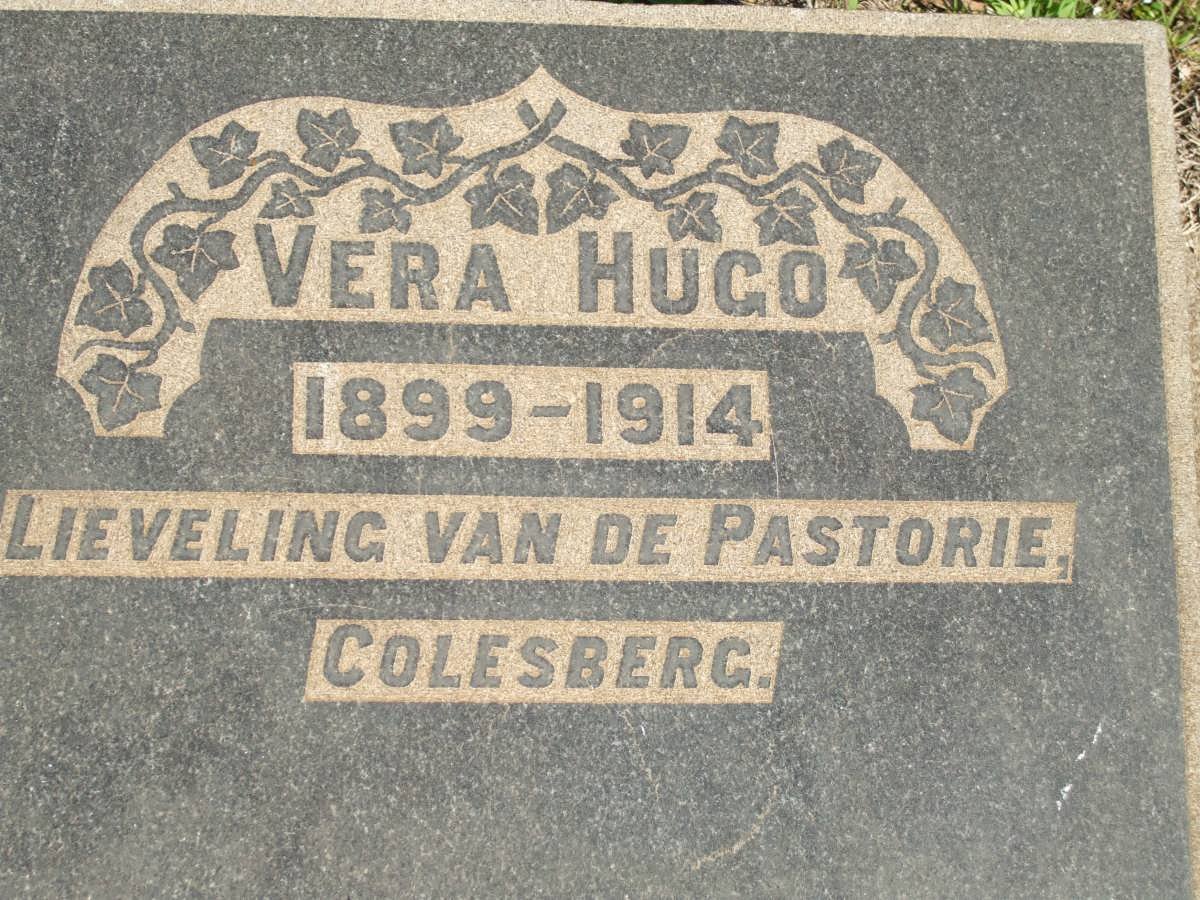 VERA HUGO
1899-1914
LIEVELING VAN DE PASTORIE,
COLESBERG.